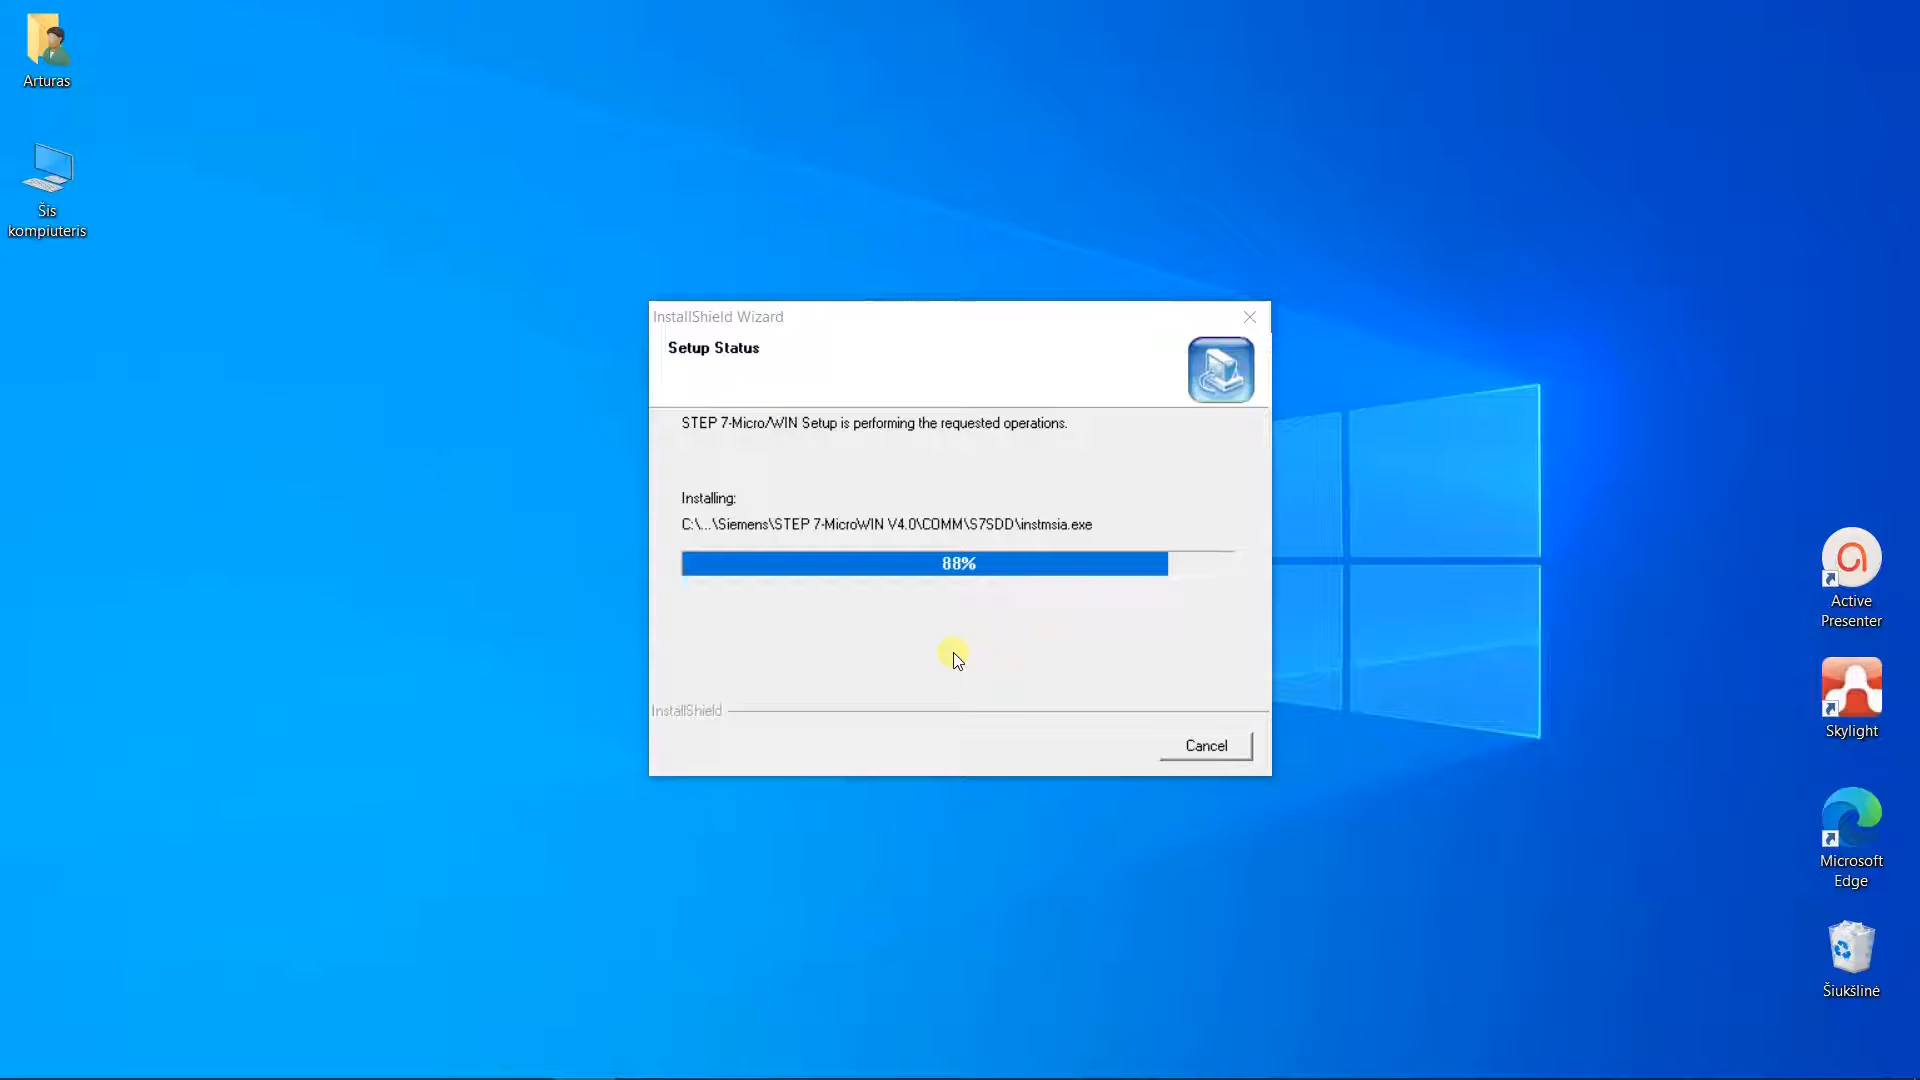 Arturas
Šis
kompiuteris
InstallShield Wizard
Setup Status
STEP 7-Micro/WIN Setup is performing the requested operations.
Installing:
C:\...\Siemens\STEP 7-MicroWIN V4.0\COMM\S7SDD\instmsia.exe
88%
InstallShield
Cancel
Active
Presenter
Skylight
Microsoft
Edge
Šiukšlinė